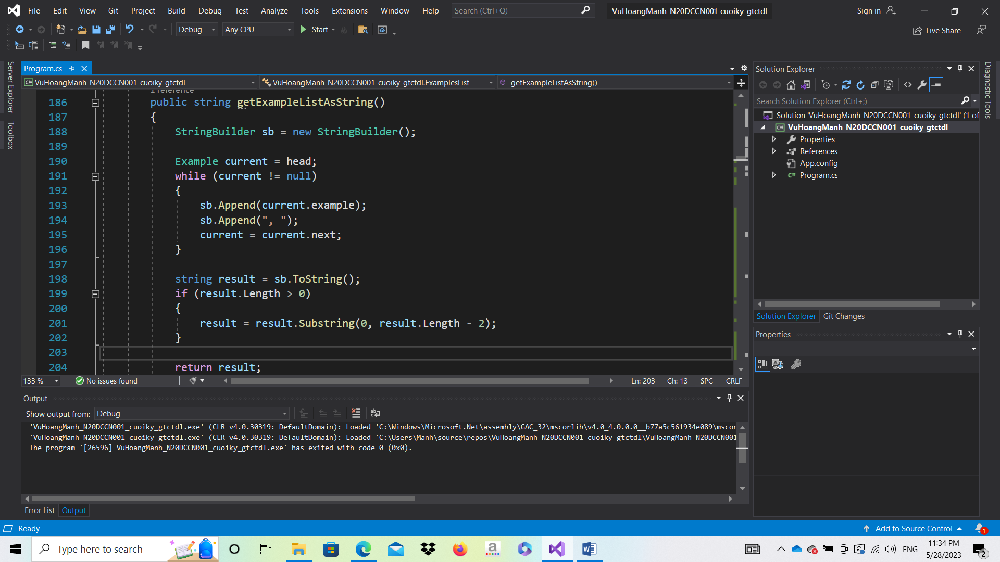 File Edit View Git Project Build Debug Test Analyze Tools Extensions Window Help Search (Ctrl+Q) VuHoangManh_N20DCCN001_cuoiky_gtctdl Sign in
Debug Any CPU Start Live Share
Server Explorer
Toolbox
Program.cs
VuHoangManh_N20DCCN001_cuoiky_gtctdl VuHoangManh_N20DCCN001_cuoiky_gtctdl.ExamplesList getExampleListAsString()
1 reference
186 public string getExampleListAsString()
187 {
188 StringBuilder sb = new StringBuilder();
189
190 Example current = head;
191 while (current != null)
192 {
193 sb.Append(current.example);
194 sb.Append(", ");
195 current = current.next;
196 }
197
198 string result = sb.ToString();
199 if (result.Length > 0)
200 {
201 result = result.Substring(0, result.Length - 2);
202 }
203
204 return result;
133 % No issues found Ln: 203 Ch: 13 SPC CRLF
Output
Show output from: Debug
'VuHoangManh_N20DCCN001_cuoiky_gtctdl.exe' (CLR v4.0.30319: DefaultDomain): Loaded 'C:\Windows\Microsoft.Net\assembly\GAC_32\mscorlib\v4.0_4.0.0.0__b77a5c561934e089\mscor
'VuHoangManh_N20DCCN001_cuoiky_gtctdl.exe' (CLR v4.0.30319: DefaultDomain): Loaded 'C:\Users\Manh\source\repos\VuHoangManh_N20DCCN001_cuoiky_gtctdl\VuHoangManh_N20DCCN001
The program '[26596] VuHoangManh_N20DCCN001_cuoiky_gtctdl.exe' has exited with code 0 (0x0).
Error List Output
Solution Explorer
Search Solution Explorer (Ctrl+;)
Solution 'VuHoangManh_N20DCCN001_cuoiky_gtctdl' (1 of
VuHoangManh_N20DCCN001_cuoiky_gtctdl
Properties
References
App.config
Program.cs
Solution Explorer Git Changes
Properties
Diagnostic Tools
Ready Add to Source Control 1
Type here to search ENG 11:34 PM
5/28/2023 2